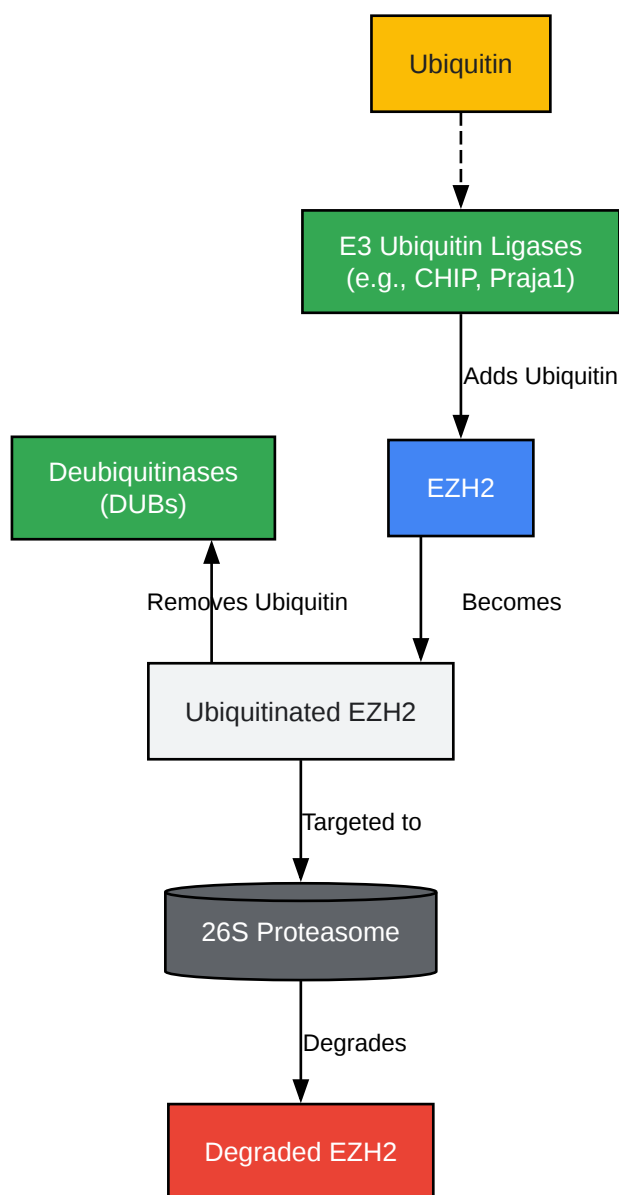 Ubiquitin
E3 Ubiquitin Ligases
(e.g., CHIP, Praja1)
Adds Ubiquitin
Deubiquitinases
(DUBs)
EZH2
Removes Ubiquitin
Becomes
Ubiquitinated EZH2
Targeted to
26S Proteasome
Degrades
Degraded EZH2